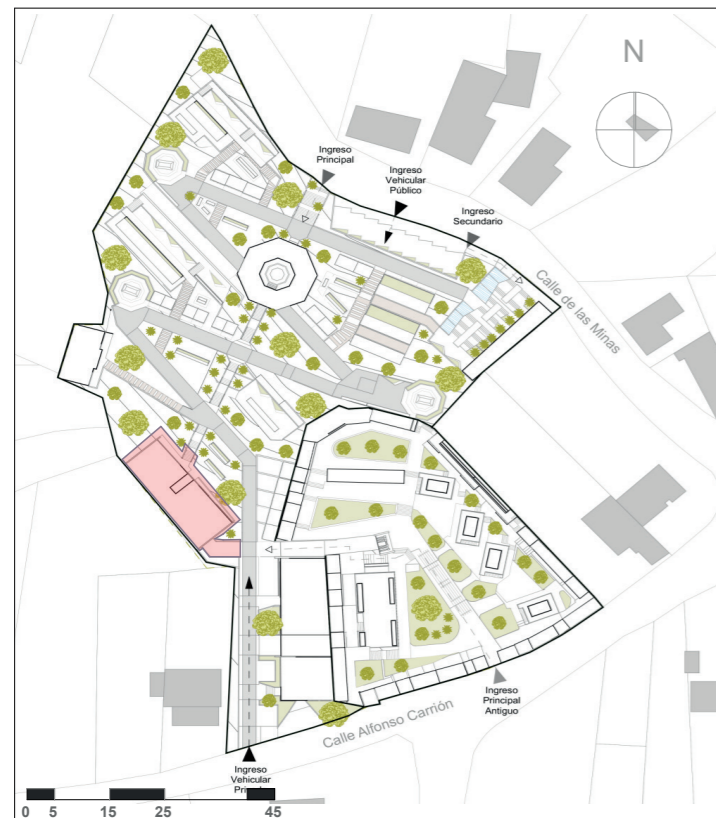 N
Ingreso
Principal
Ingreso
Vehicular
Público
Ingreso
Secundario
Calle de las Minas
Ingreso
Principal
Antiguo
Calle Alfonso Carrión
Ingreso
Vehicular
0 5 15 25 45